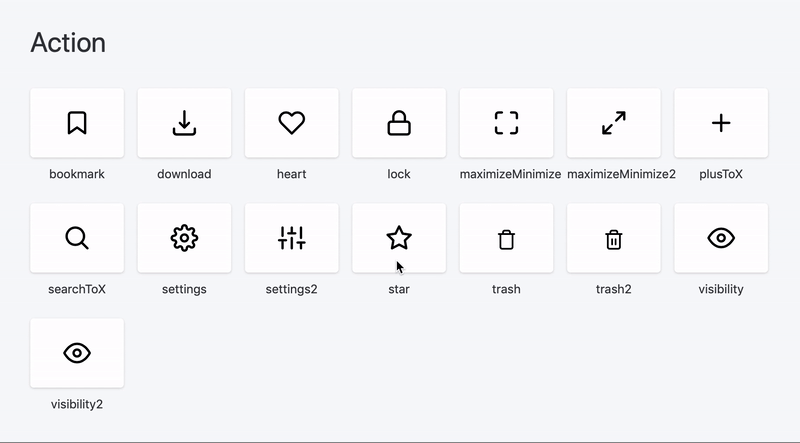 Action
bookmark
download
heart
lock
maximizeMinimize
maximizeMinimize2
plusToX
searchToX
settings
settings2
star
trash
trash2
visibility
visibility2